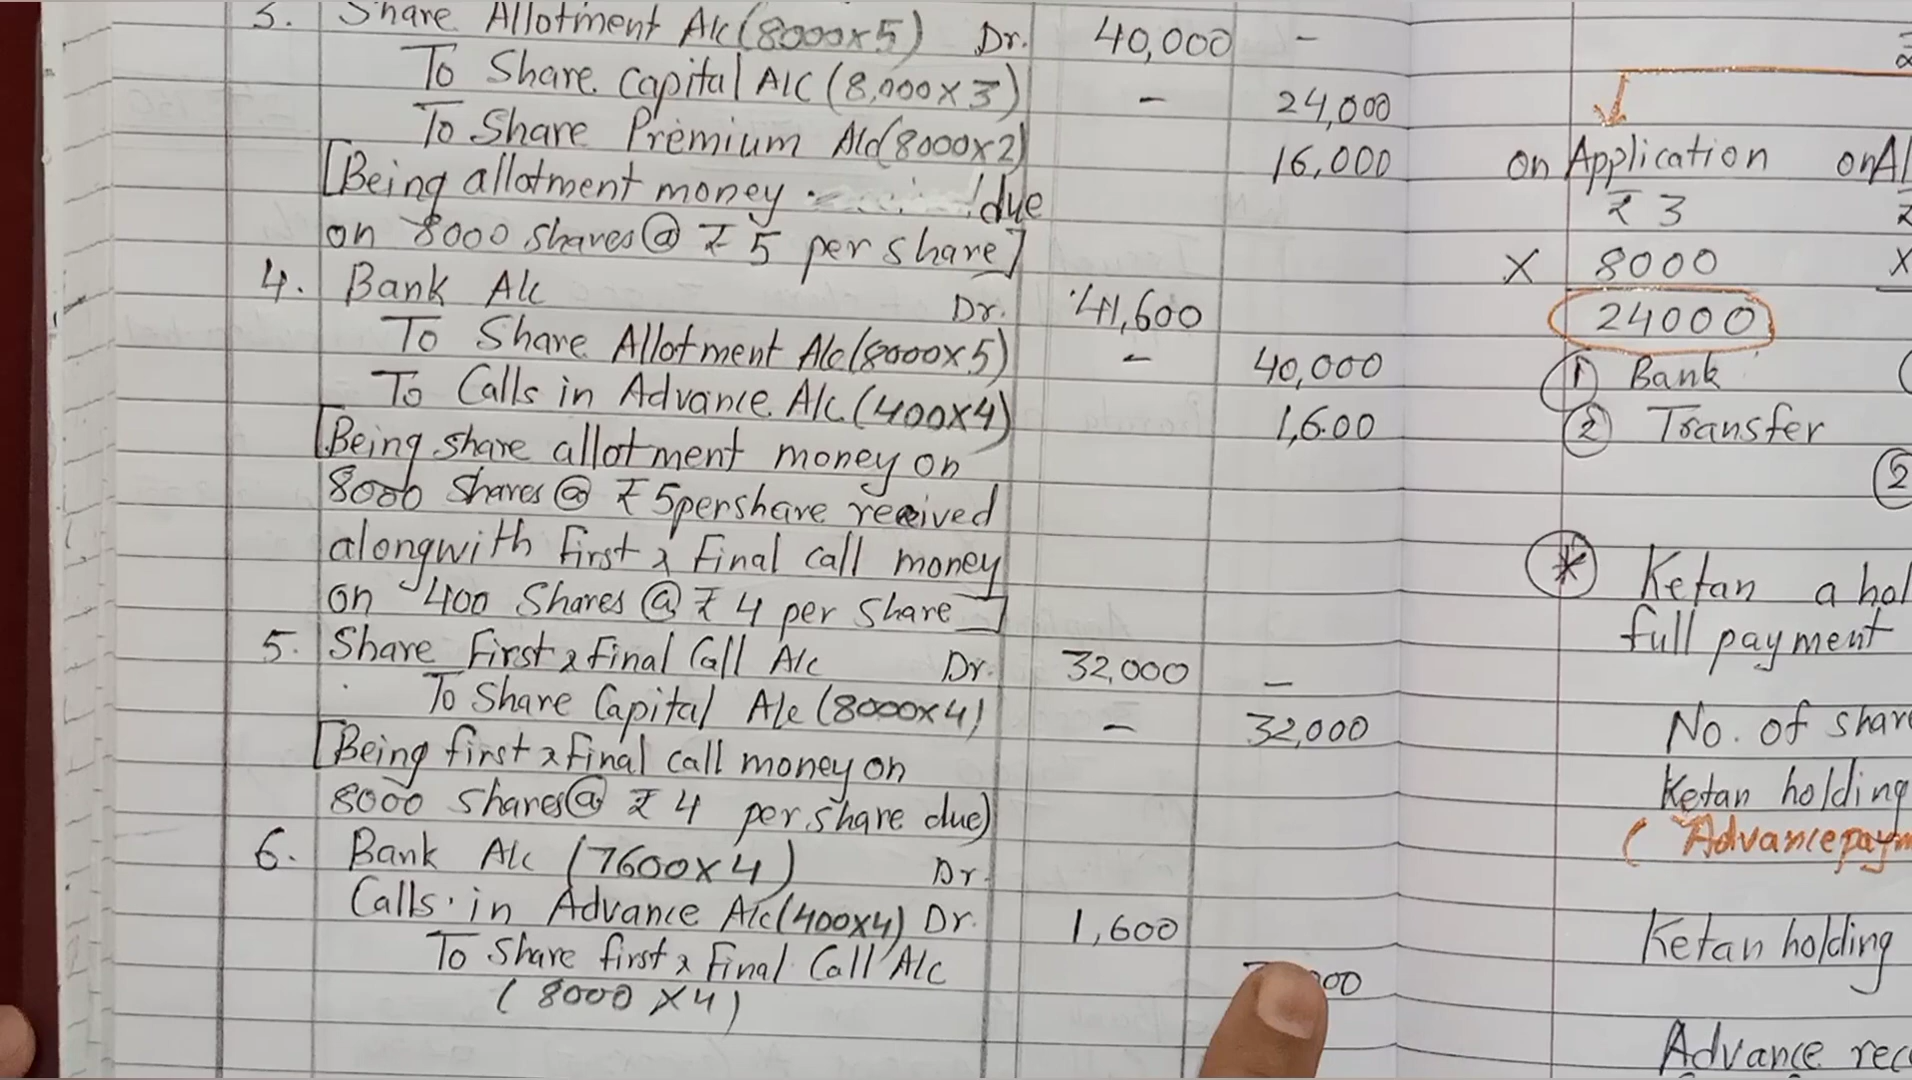 3. Share Allotment A/c (8000x5) Dr. 40,000 -
To Share Capital A/C (8,000 x 3) - 24,000
To Share Premium A/c (8000x2) 16,000
[Being allotment money due
on 8000 shares @ ₹ 5 per share]
4. Bank A/c Dr. 41,600
To Share Allotment A/c (8000x5) - 40,000
To Calls in Advance A/c. (400x4) 1,600
[Being share allotment money on
8000 Shares @ ₹ 5 per share received
alongwith first & Final call money
on 400 Shares @ ₹ 4 per Share]
5. Share First & Final Call A/c Dr. 32,000 -
To Share Capital A/c (8000x4) - 32,000
[Being first & Final call money on
8000 shares @ ₹ 4 per share due)
6. Bank A/c (7600x4) Dr.
Calls in Advance A/c (400x4) Dr. 1,600
To Share first & Final Call A/c
(8000 x 4)
on Application
₹ 3
X 8000
24000
① Bank
② Transfer
②
* Ketan a
full payment
No. of
Ketan holding
(
Ketan holding
Advance